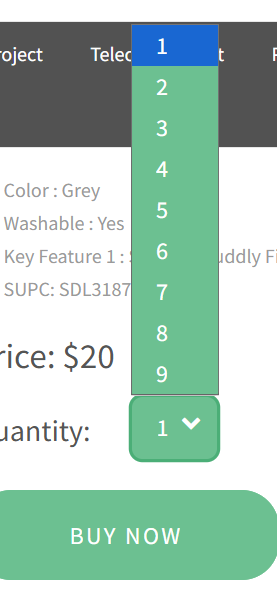 roject Teled t
1
2
3
4
5
6
7
8
9
Color : Grey
Washable : Yes
Key Feature 1 : uddly Fi
SUPC: SDL3187
rice: $20
uantity: 1
BUY NOW